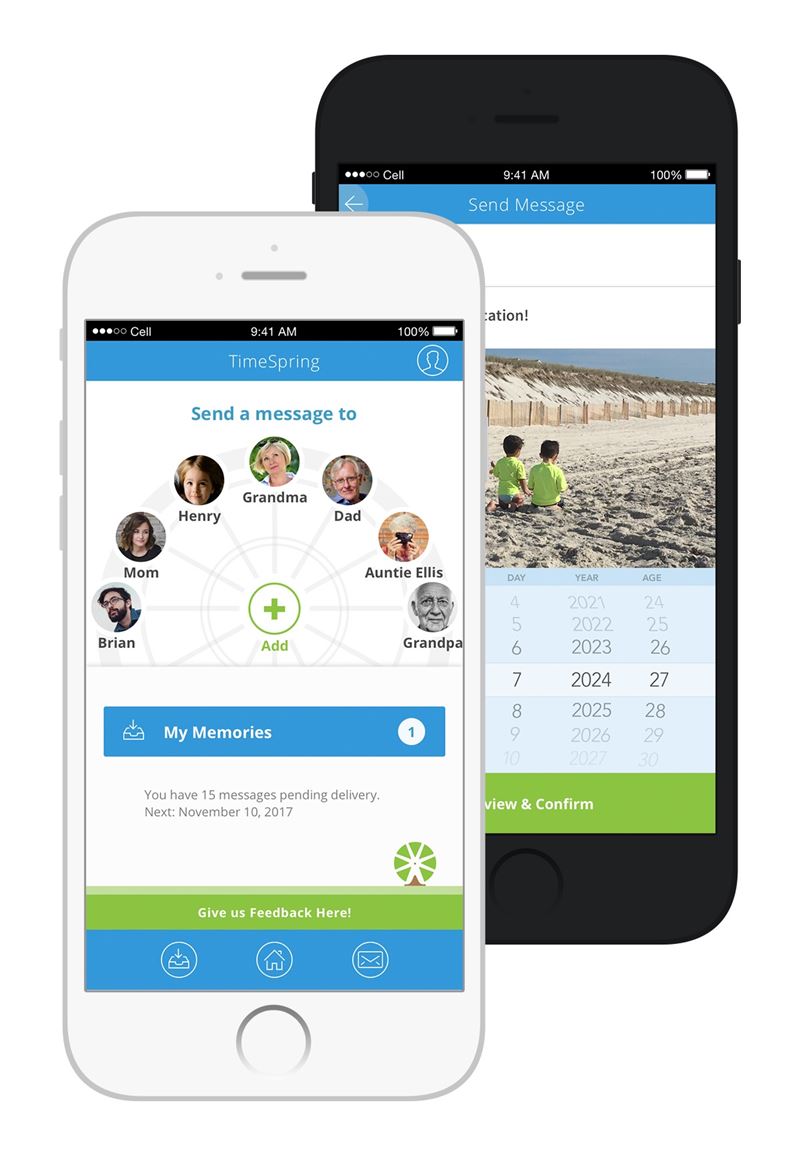 Cell 9:41 AM 100%
TimeSpring
Send a message to
Grandma
Henry
Dad
Mom
Auntie Ellis
Brian
Grandpa
Add
My Memories
1
You have 15 messages pending delivery.
Next: November 10, 2017
Give us Feedback Here!
Cell 9:41 AM 100%
Send Message
cation!
DAY YEAR AGE
4 2021 24
5 2022 25
6 2023 26
7 2024 27
8 2025 28
9 2026 29
10 2027 30
view & Confirm